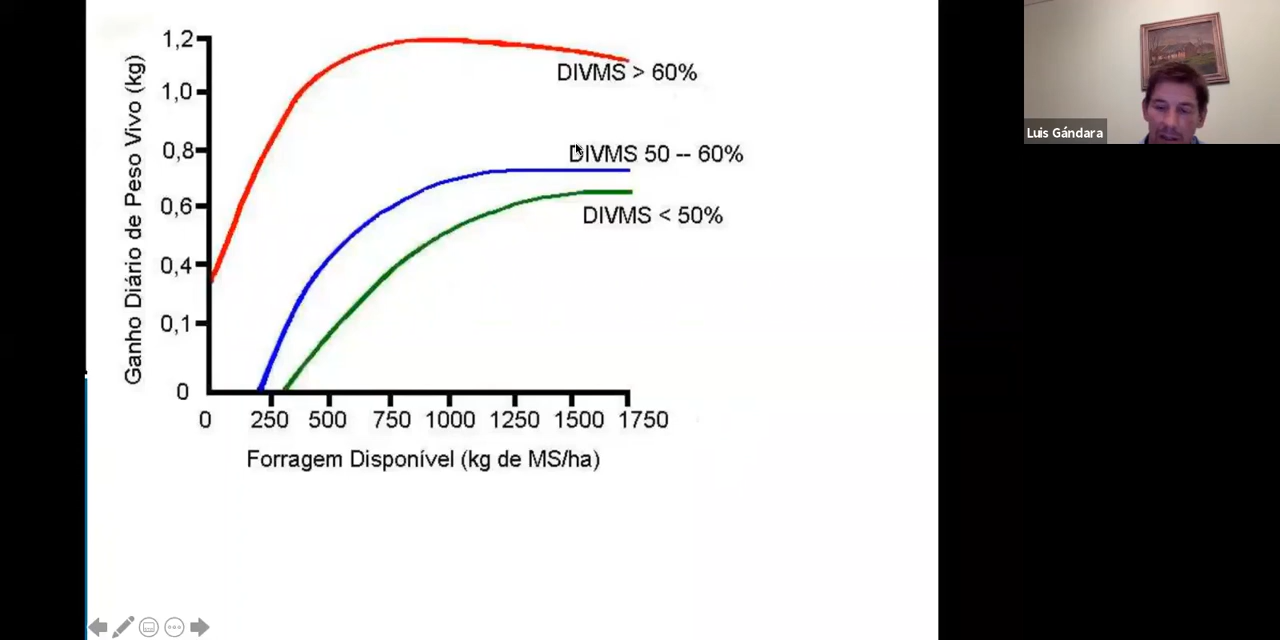 Ganho Diário de Peso Vivo (kg)
1,2
1,0
0,8
0,6
0,4
0,1
0
DIVMS > 60%
DIVMS 50 -- 60%
DIVMS < 50%
0 250 500 750 1000 1250 1500 1750
Forragem Disponível (kg de MS/ha)
Luis Gándara